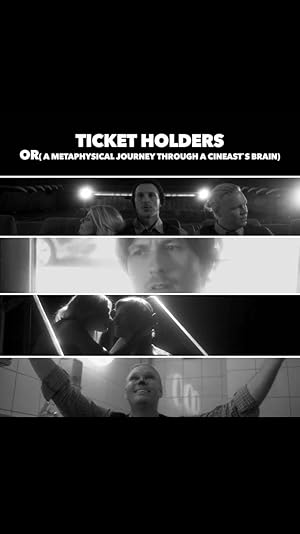 TICKET HOLDERS
OR( A METAPHYSICAL JOURNEY THROUGH A CINEAST'S BRAIN)